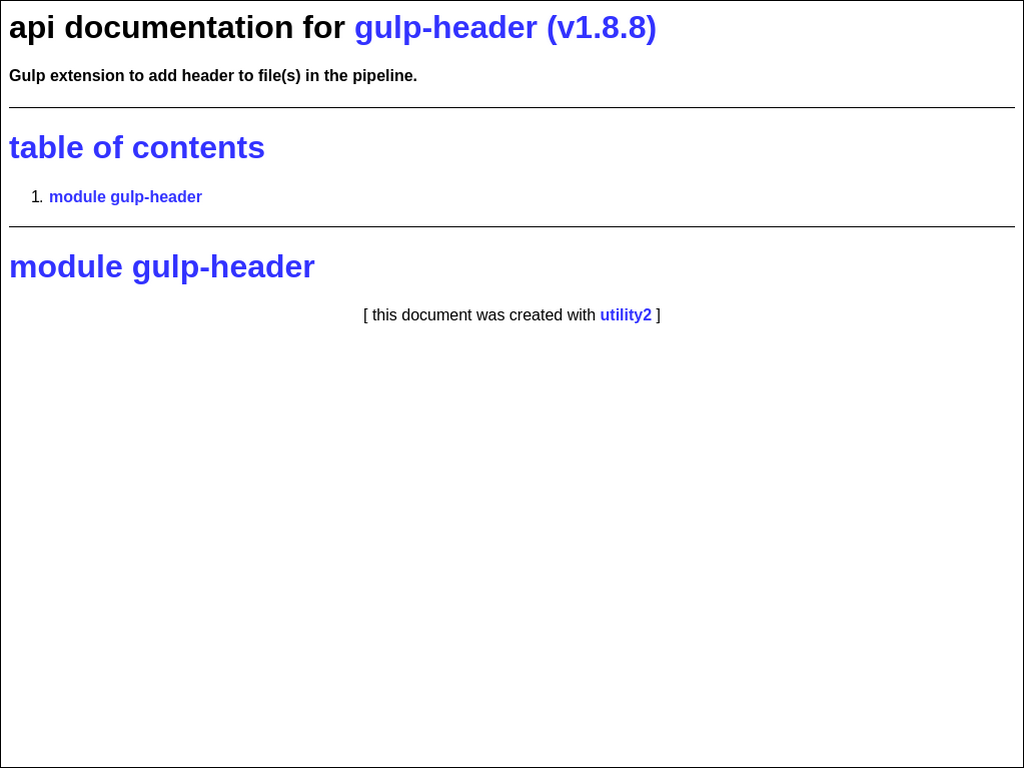 api documentation for gulp-header (v1.8.8)
Gulp extension to add header to file(s) in the pipeline.
table of contents
1. module gulp-header
module gulp-header
[ this document was created with utility2 ]